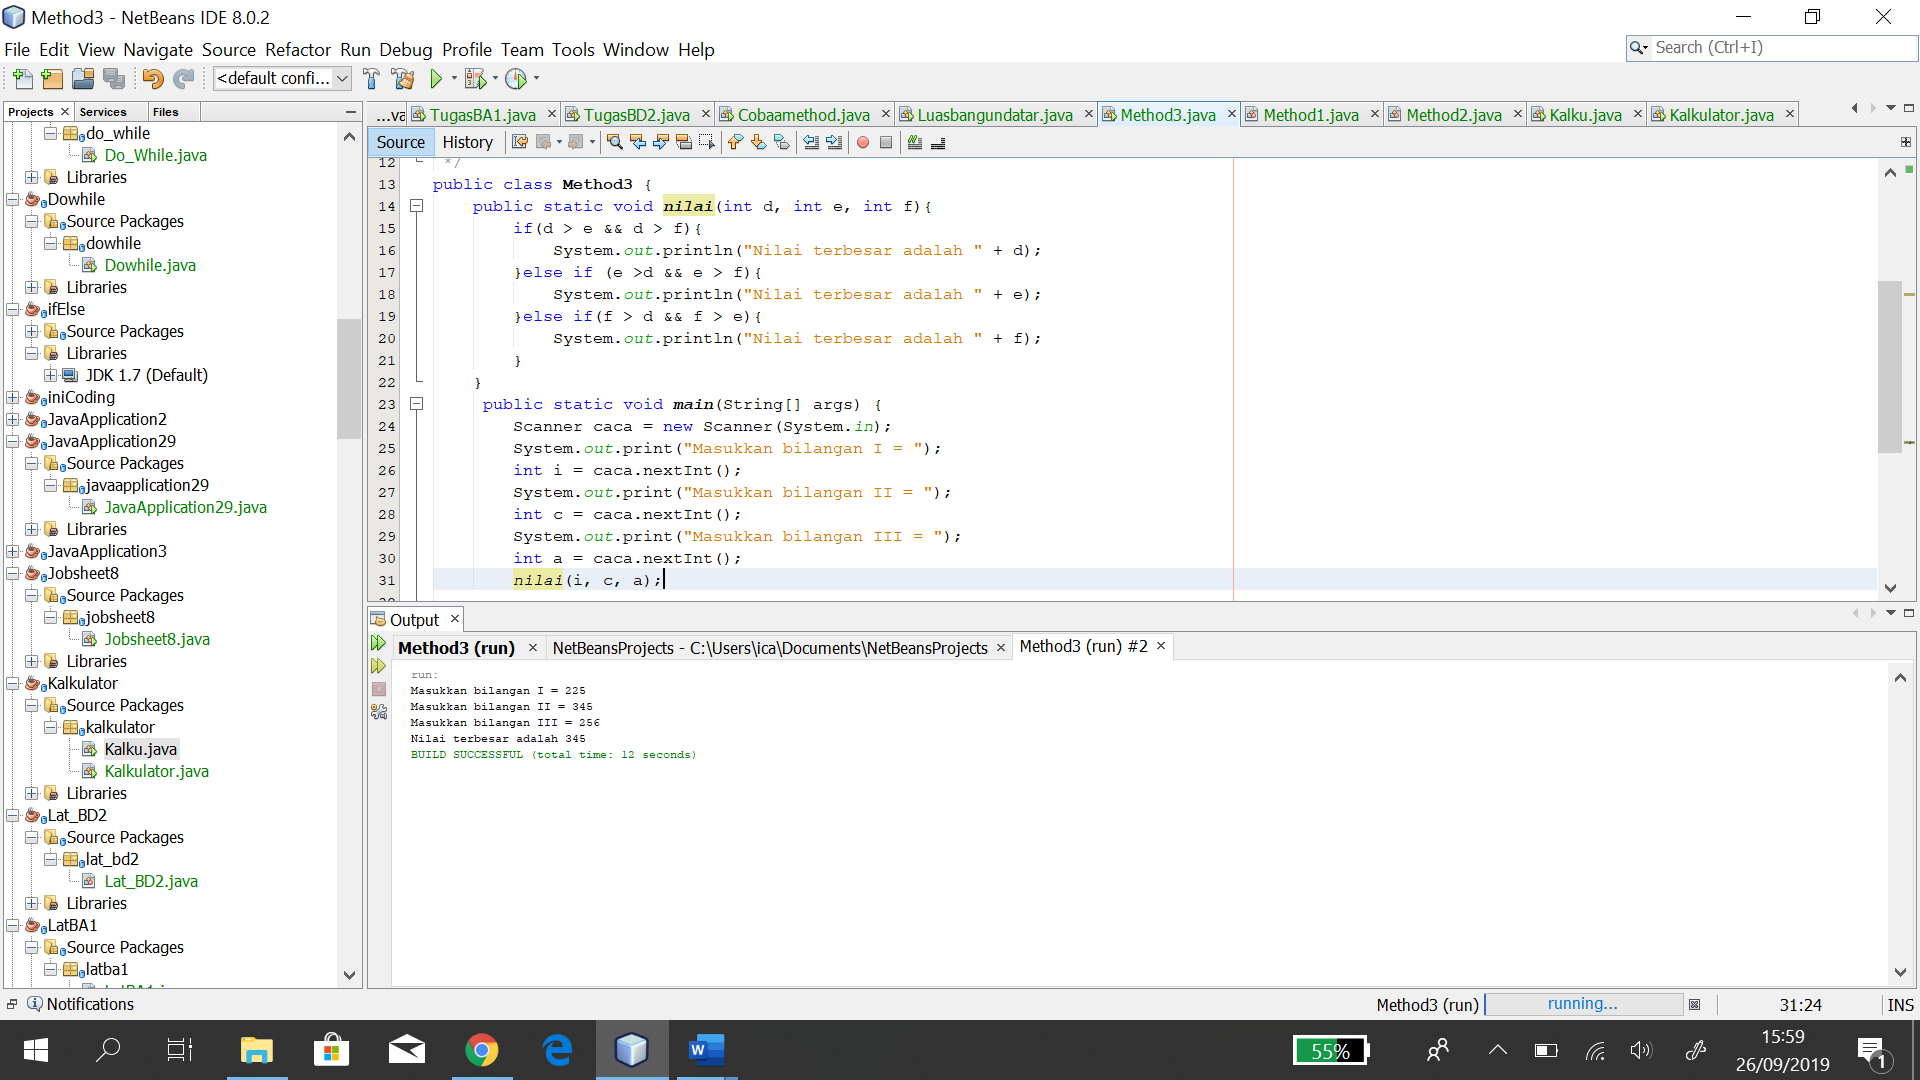 Method3 - NetBeans IDE 8.0.2
File Edit View Navigate Source Refactor Run Debug Profile Team Tools Window Help
Search (Ctrl+I)
<default confi...
Projects Services Files
do_while
Do_While.java
Libraries
Dowhile
Source Packages
dowhile
Dowhile.java
Libraries
ifElse
Source Packages
Libraries
JDK 1.7 (Default)
iniCoding
JavaApplication2
JavaApplication29
Source Packages
javaapplication29
JavaApplication29.java
Libraries
JavaApplication3
Jobsheet8
Source Packages
jobsheet8
Jobsheet8.java
Libraries
Kalkulator
Source Packages
kalkulator
Kalku.java
Kalkulator.java
Libraries
Lat_BD2
Source Packages
lat_bd2
Lat_BD2.java
Libraries
LatBA1
Source Packages
latba1
...va TugasBA1.java TugasBD2.java Cobaamethod.java Luasbangundatar.java Method3.java Method1.java Method2.java Kalku.java Kalkulator.java
Source History
12 */
13 public class Method3 {
14 public static void nilai(int d, int e, int f){
15 if(d > e && d > f){
16 System.out.println("Nilai terbesar adalah " + d);
17 }else if (e >d && e > f){
18 System.out.println("Nilai terbesar adalah " + e);
19 }else if(f > d && f > e){
20 System.out.println("Nilai terbesar adalah " + f);
21 }
22 }
23 public static void main(String[] args) {
24 Scanner caca = new Scanner(System.in);
25 System.out.print("Masukkan bilangan I = ");
26 int i = caca.nextInt();
27 System.out.print("Masukkan bilangan II = ");
28 int c = caca.nextInt();
29 System.out.print("Masukkan bilangan III = ");
30 int a = caca.nextInt();
31 nilai(i, c, a);
Output
Method3 (run) NetBeansProjects - C:\Users\ica\Documents\NetBeansProjects Method3 (run) #2
run:
Masukkan bilangan I = 225
Masukkan bilangan II = 345
Masukkan bilangan III = 256
Nilai terbesar adalah 345
BUILD SUCCESSFUL (total time: 12 seconds)
Notifications
Method3 (run) running... 31:24 INS
55%
15:59
26/09/2019
1